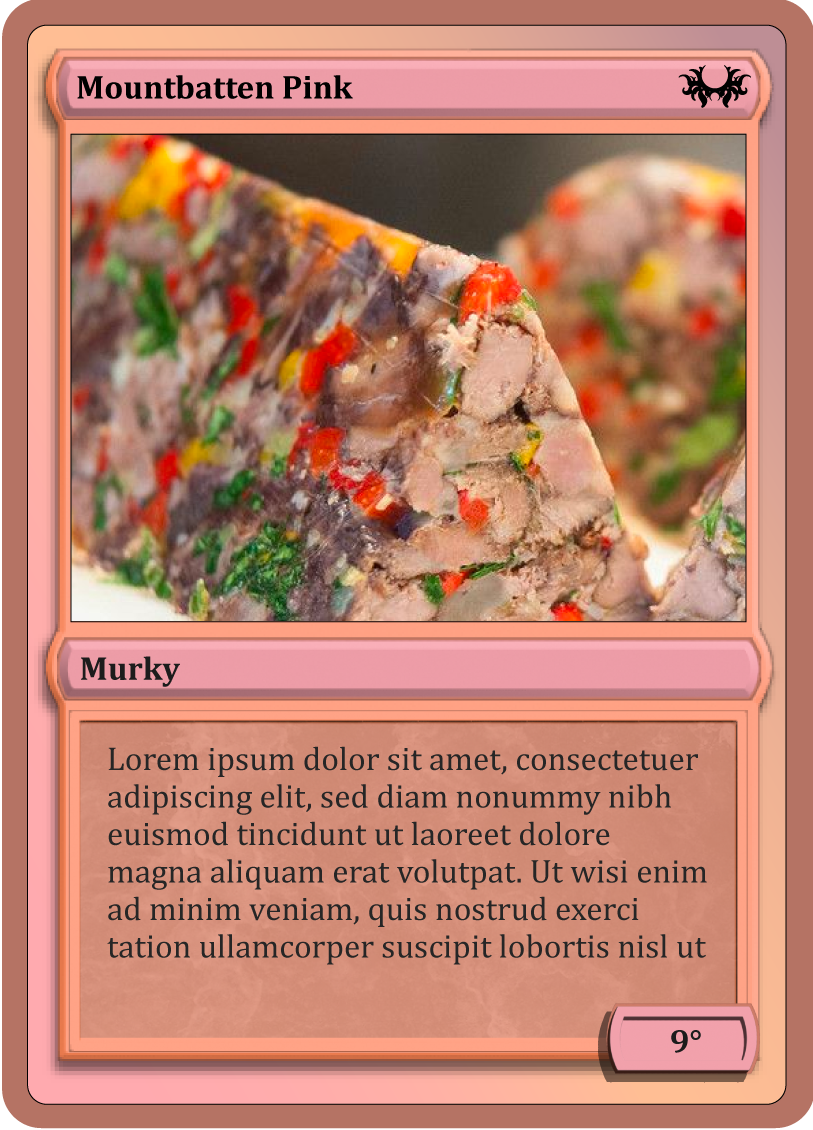 Mountbatten Pink
Murky
Lorem ipsum dolor sit amet, consectetuer
adipiscing elit, sed diam nonummy nibh
euismod tincidunt ut laoreet dolore
magna aliquam erat volutpat. Ut wisi enim
ad minim veniam, quis nostrud exerci
tation ullamcorper suscipit lobortis nisl ut
9°